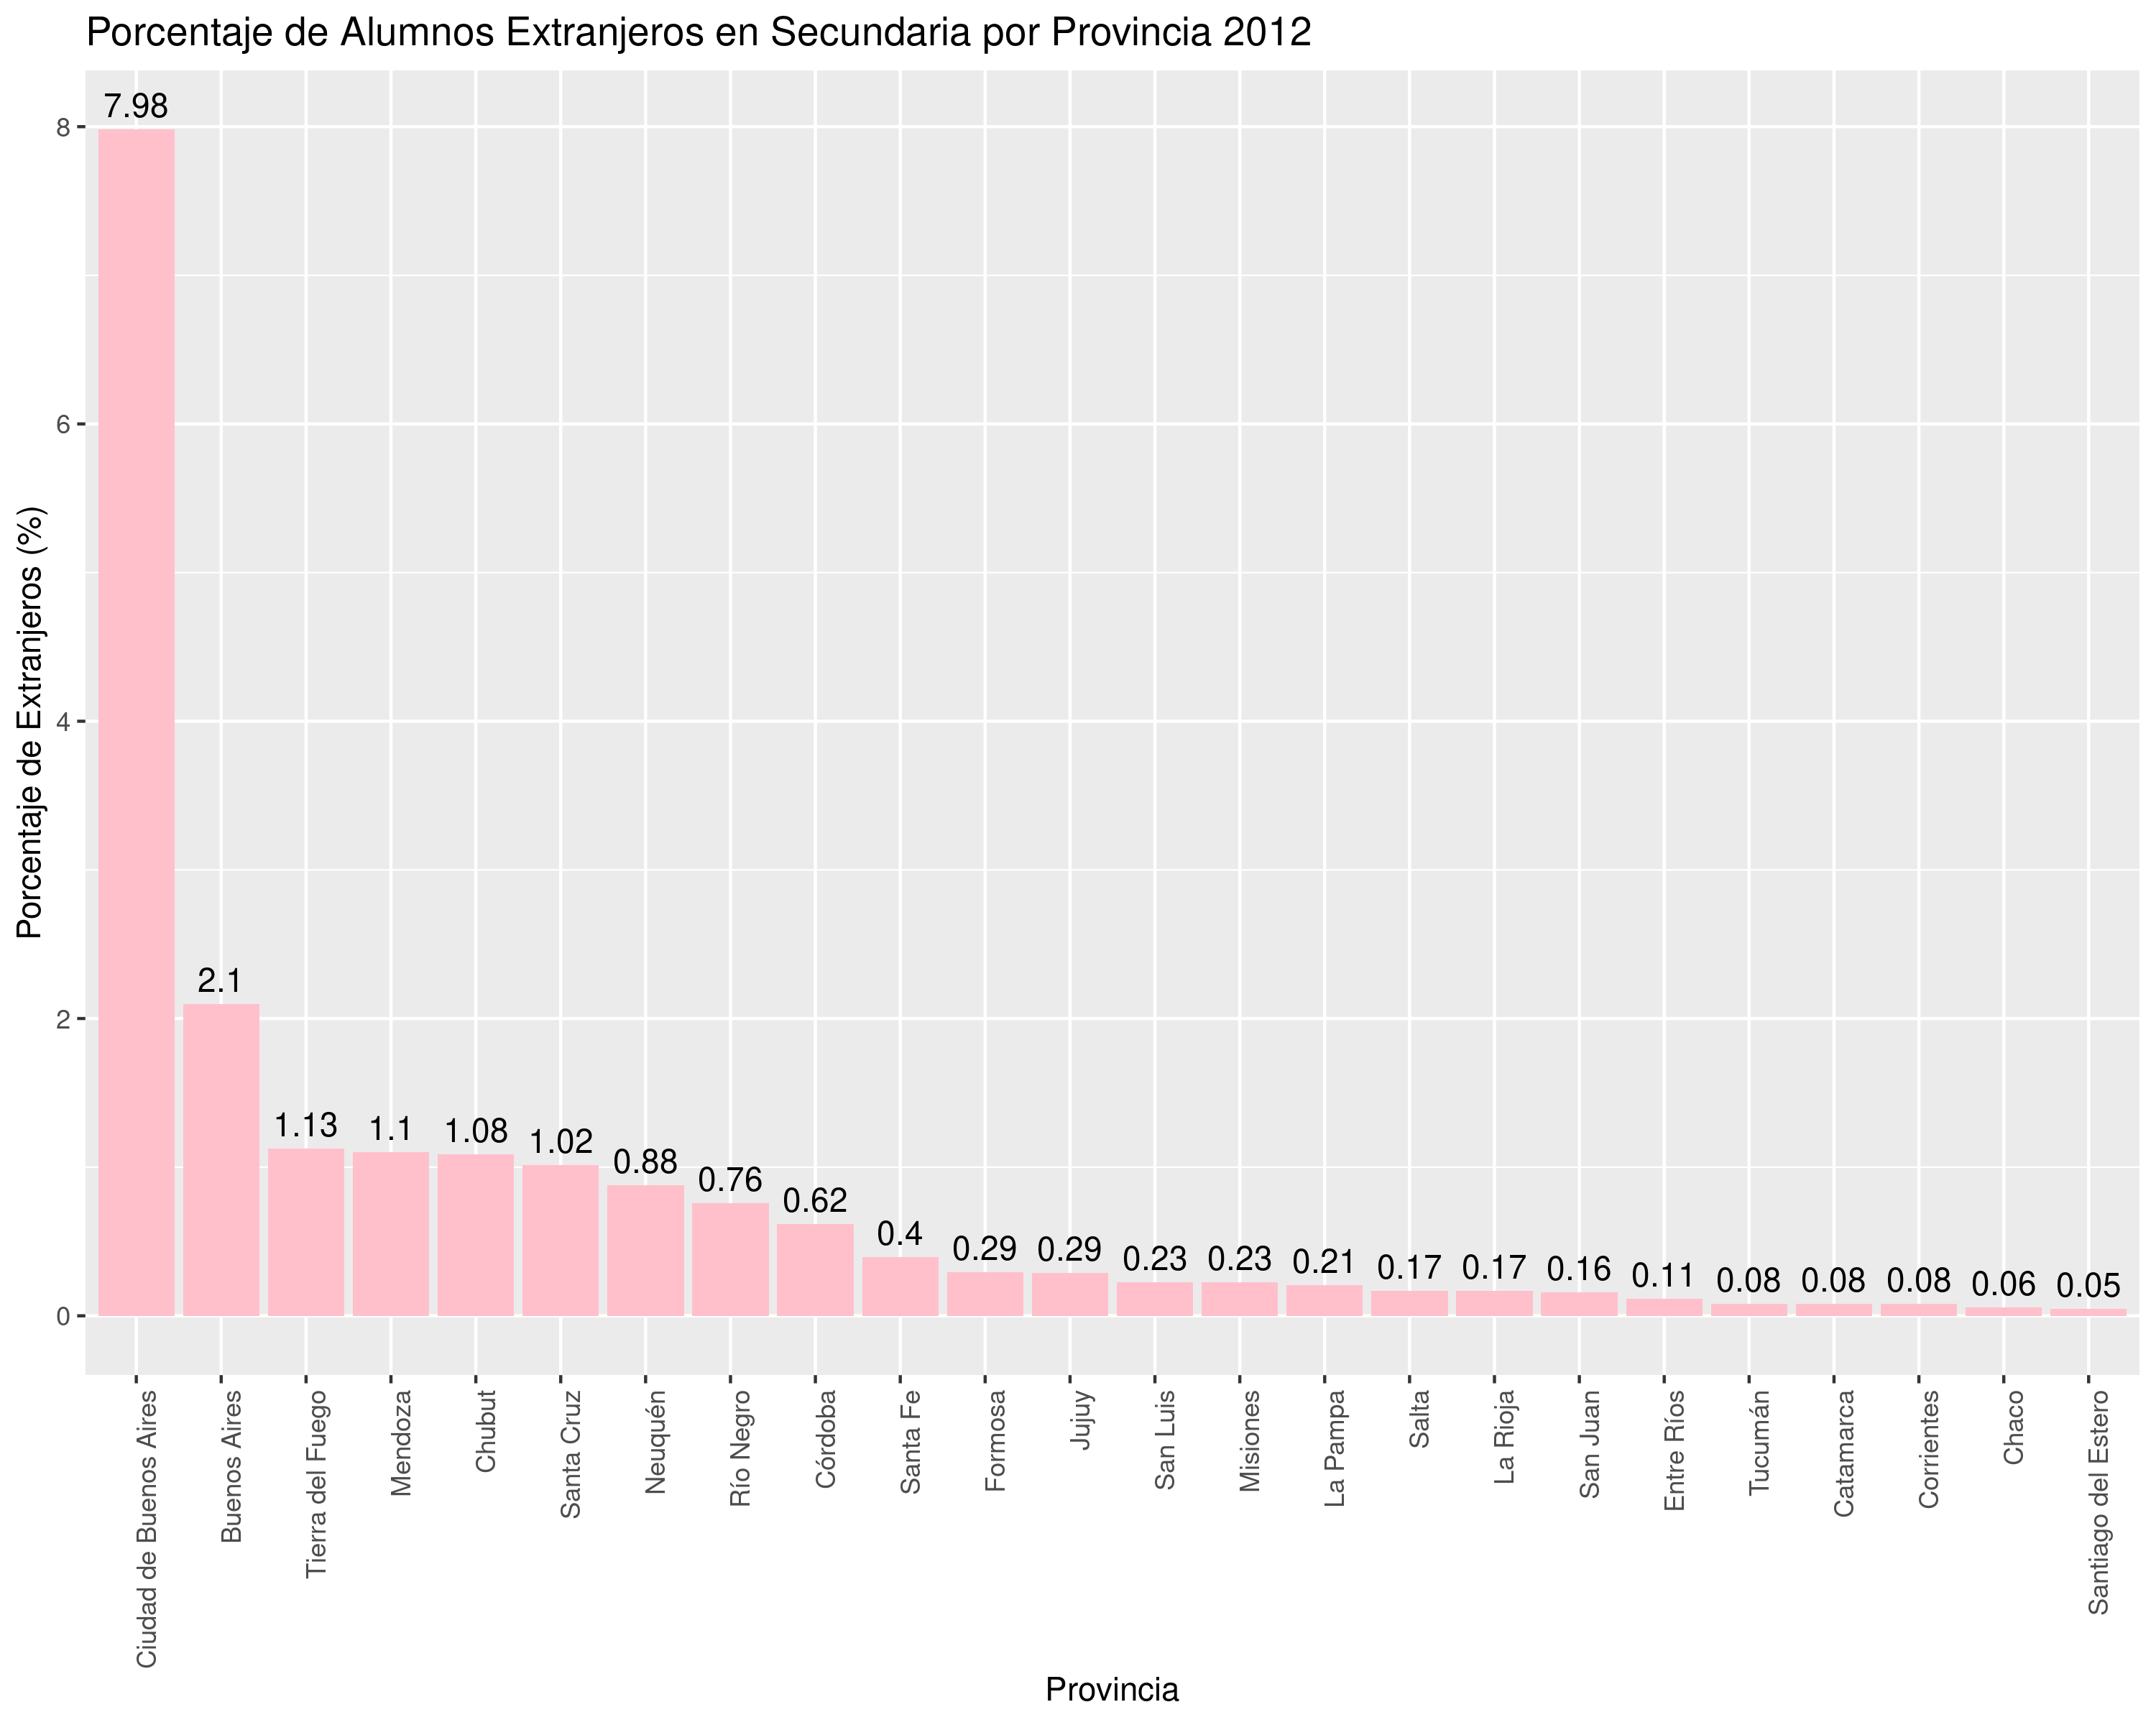 Porcentaje de Alumnos Extranjeros en Secundaria por Provincia 2012
Porcentaje de Extranjeros (%)
8
6
4
2
0
7.98
2.1
1.13
1.1
1.08
1.02
0.88
0.76
0.62
0.4
0.29
0.29
0.23
0.23
0.21
0.17
0.17
0.16
0.11
0.08
0.08
0.08
0.06
0.05
Ciudad de Buenos Aires
Buenos Aires
Tierra del Fuego
Mendoza
Chubut
Santa Cruz
Neuquén
Río Negro
Córdoba
Santa Fe
Formosa
Jujuy
San Luis
Misiones
La Pampa
Salta
La Rioja
San Juan
Entre Ríos
Tucumán
Catamarca
Corrientes
Chaco
Santiago del Estero
Provincia